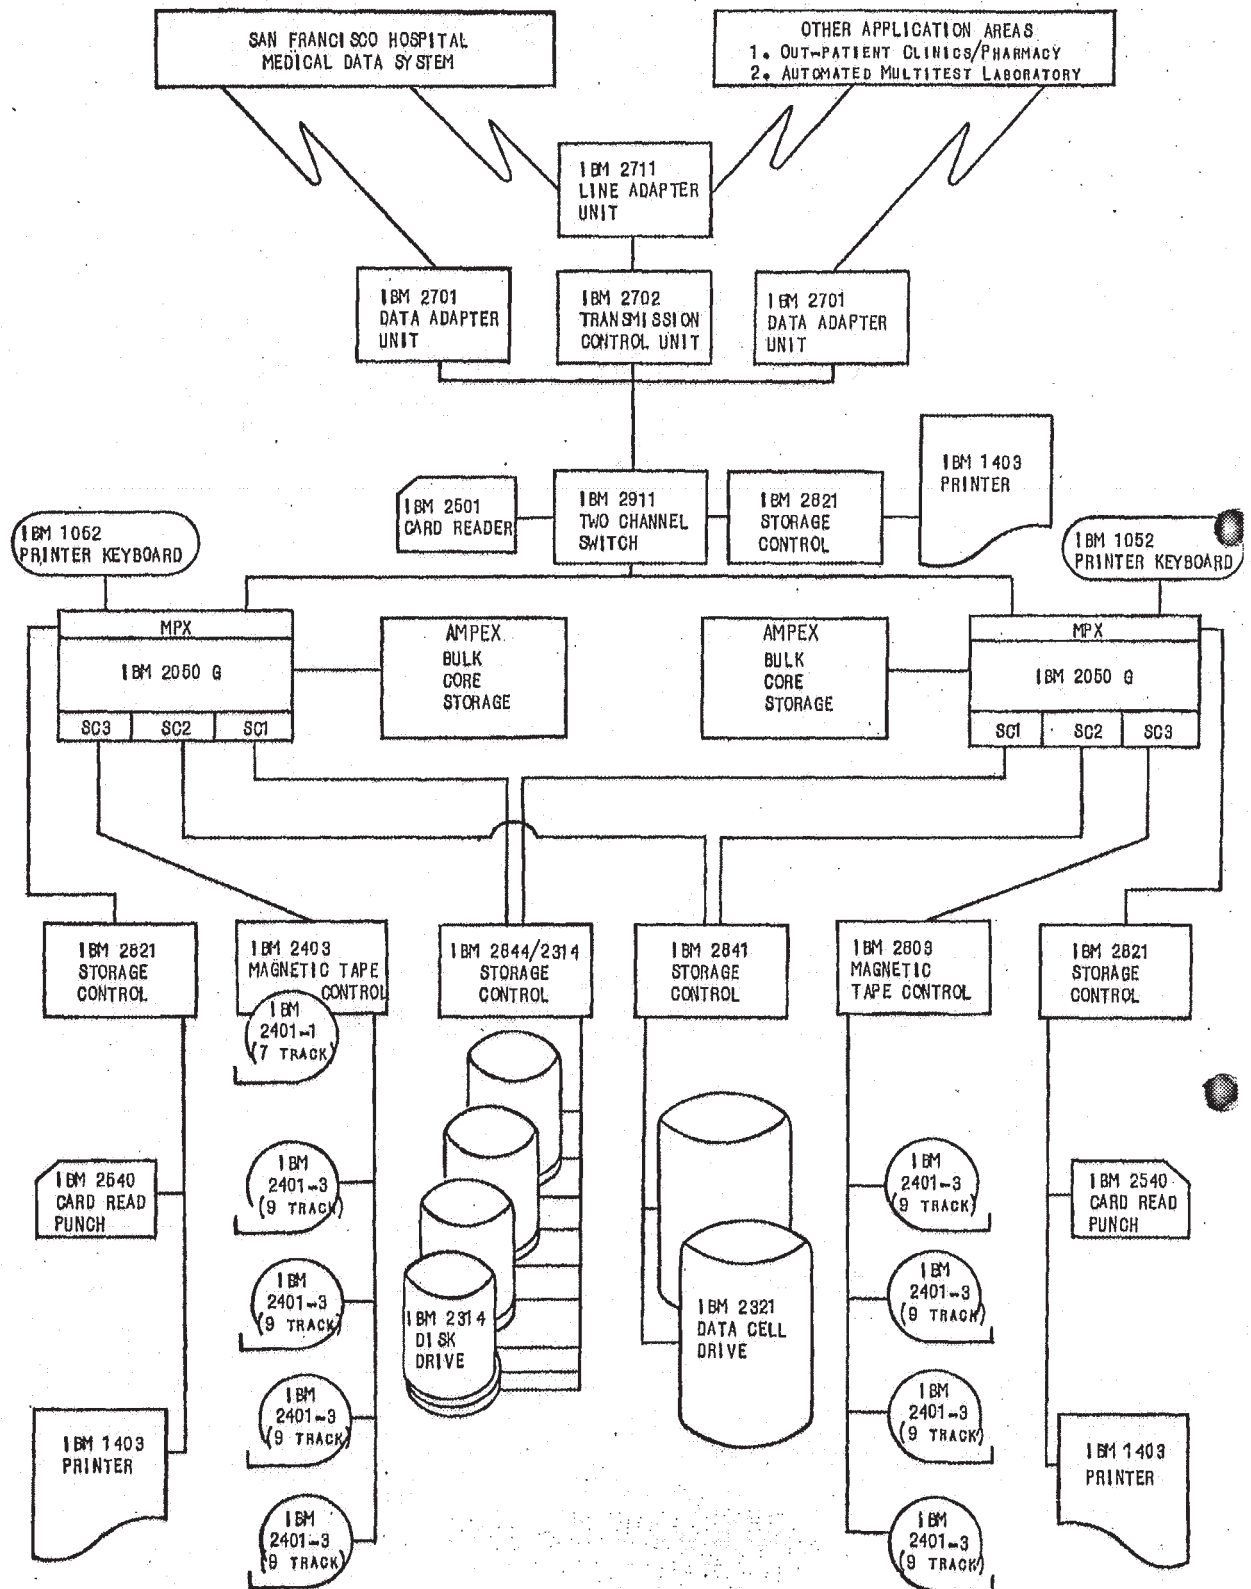 SAN FRANCISCO HOSPITAL
MEDICAL DATA SYSTEM
OTHER APPLICATION AREAS
1. OUT-PATIENT CLINICS/PHARMACY
2. AUTOMATED MULTITEST LABORATORY
IBM 2711
LINE ADAPTER
UNIT
IBM 2701
DATA ADAPTER
UNIT
IBM 2702
TRANSMISSION
CONTROL UNIT
IBM 2701
DATA ADAPTER
UNIT
IBM 2501
CARD READER
IBM 2911
TWO CHANNEL
SWITCH
IBM 2821
STORAGE
CONTROL
IBM 1403
PRINTER
IBM 1052
PRINTER KEYBOARD
IBM 1052
PRINTER KEYBOARD
MPX
IBM 2050 G
SC3 SC2 SC1
AMPEX
BULK
CORE
STORAGE
AMPEX
BULK
CORE
STORAGE
MPX
IBM 2050 G
SC1 SC2 SC3
IBM 2821
STORAGE
CONTROL
IBM 2403
MAGNETIC TAPE
CONTROL
IBM 2844/2314
STORAGE
CONTROL
IBM 2841
STORAGE
CONTROL
IBM 2803
MAGNETIC
TAPE CONTROL
IBM 2821
STORAGE
CONTROL
IBM
2401-1
(7 TRACK)
IBM 2540
CARD READ
PUNCH
IBM
2401-3
(9 TRACK)
IBM
2401-3
(9 TRACK)
IBM 2540
CARD READ
PUNCH
IBM
2401-3
(9 TRACK)
IBM 2314
DISK
DRIVE
IBM 2321
DATA CELL
DRIVE
IBM
2401-3
(9 TRACK)
IBM
2401-3
(9 TRACK)
IBM
2401-3
(9 TRACK)
IBM 1403
PRINTER
IBM 1403
PRINTER
IBM
2401-3
(9 TRACK)
IBM
2401-3
(9 TRACK)